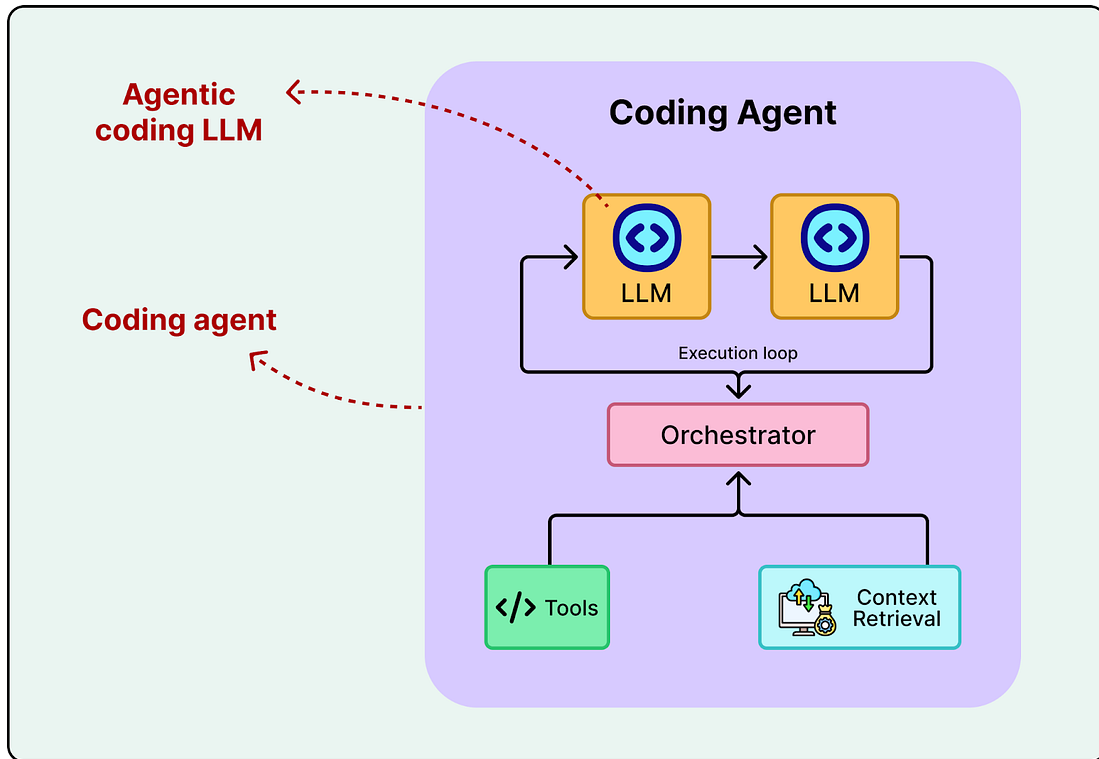 Agentic
coding LLM
Coding Agent
LLM
LLM
Coding agent
Execution loop
Orchestrator
</> Tools
Context
Retrieval